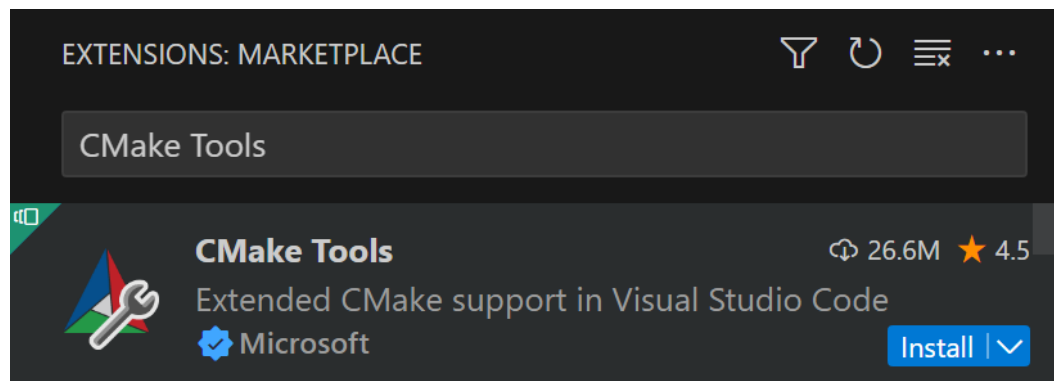 EXTENSIONS: MARKETPLACE
CMake Tools
CMake Tools 26.6M 4.5
Extended CMake support in Visual Studio Code
Microsoft
Install